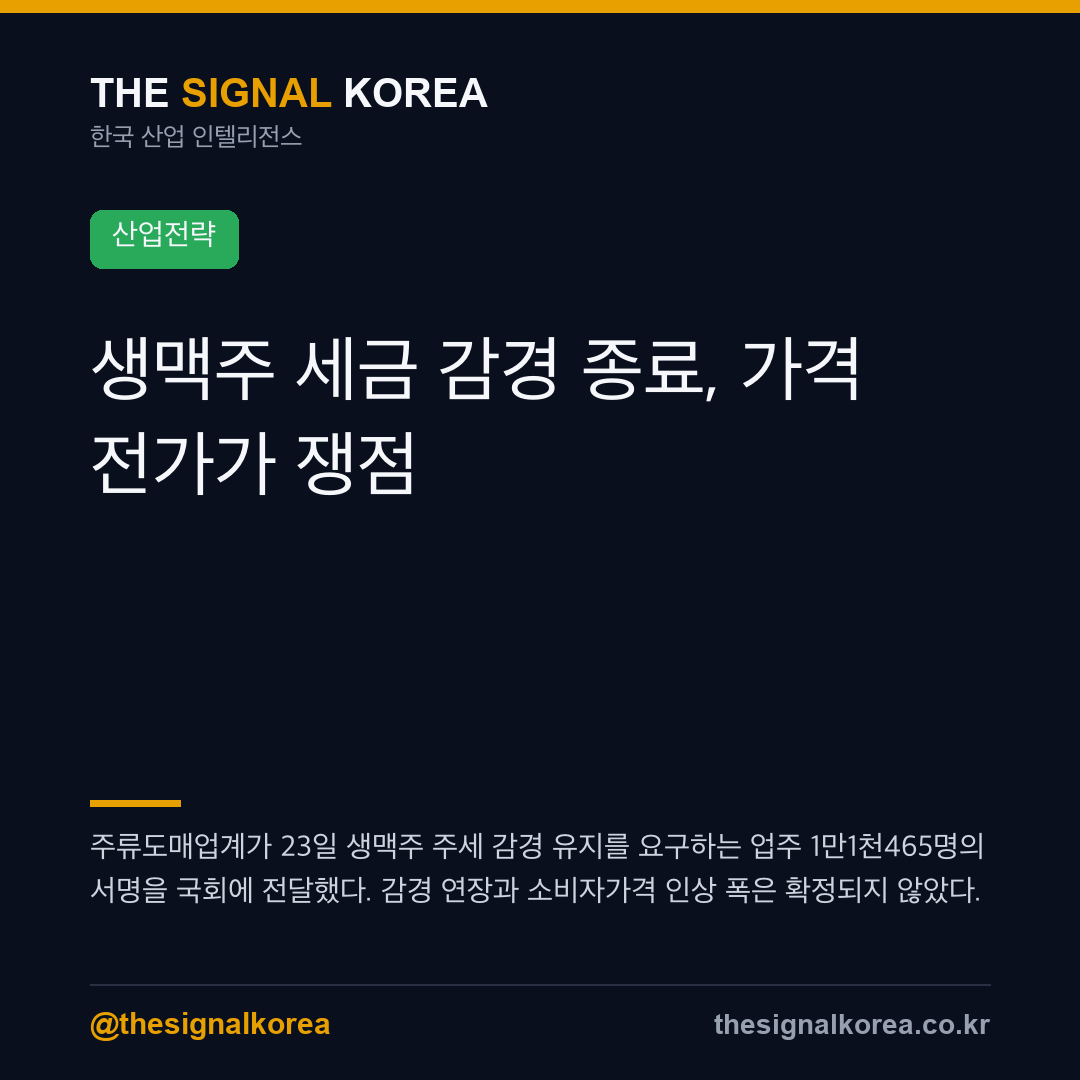 THE SIGNAL KOREA
한국 산업 인텔리전스
산업전략
생맥주 세금 감경 종료, 가격
전가가 쟁점
주류도매업계가 23일 생맥주 주세 감경 유지를 요구하는 업주 1만1천465명의
서명을 국회에 전달했다. 감경 연장과 소비자가격 인상 폭은 확정되지 않았다.
@thesignalkorea
thesignalkorea.co.kr